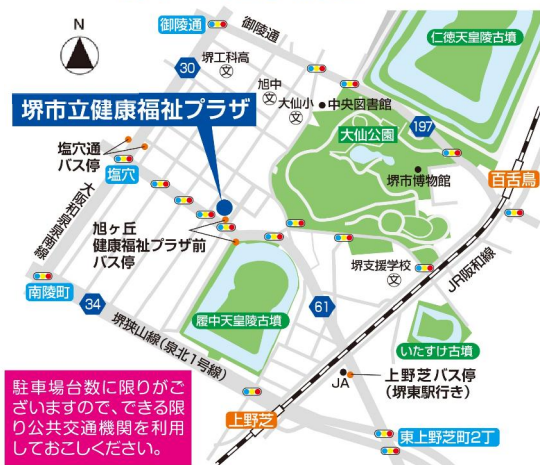 N
御陵通
御陵通
仁徳天皇陵古墳
30
堺工科高
文
旭中
文
大仙小
文
中央図書館
堺市立健康福祉プラザ
大仙公園
197
塩穴通
バス停
塩穴
堺市博物館
百舌鳥
大阪和泉泉南線
旭ヶ丘
健康福祉プラザ前
バス停
堺支援学校
文
JR阪和線
南陵町
34
61
履中天皇陵古墳
堺狭山線(泉北1号線)
いたすけ古墳
JA
上野芝バス停
(堺東駅行き)
駐車場台数に限りがご
ざいますので、できる限
り公共交通機関を利用
しておこしください。
上野芝
東上野芝町2丁